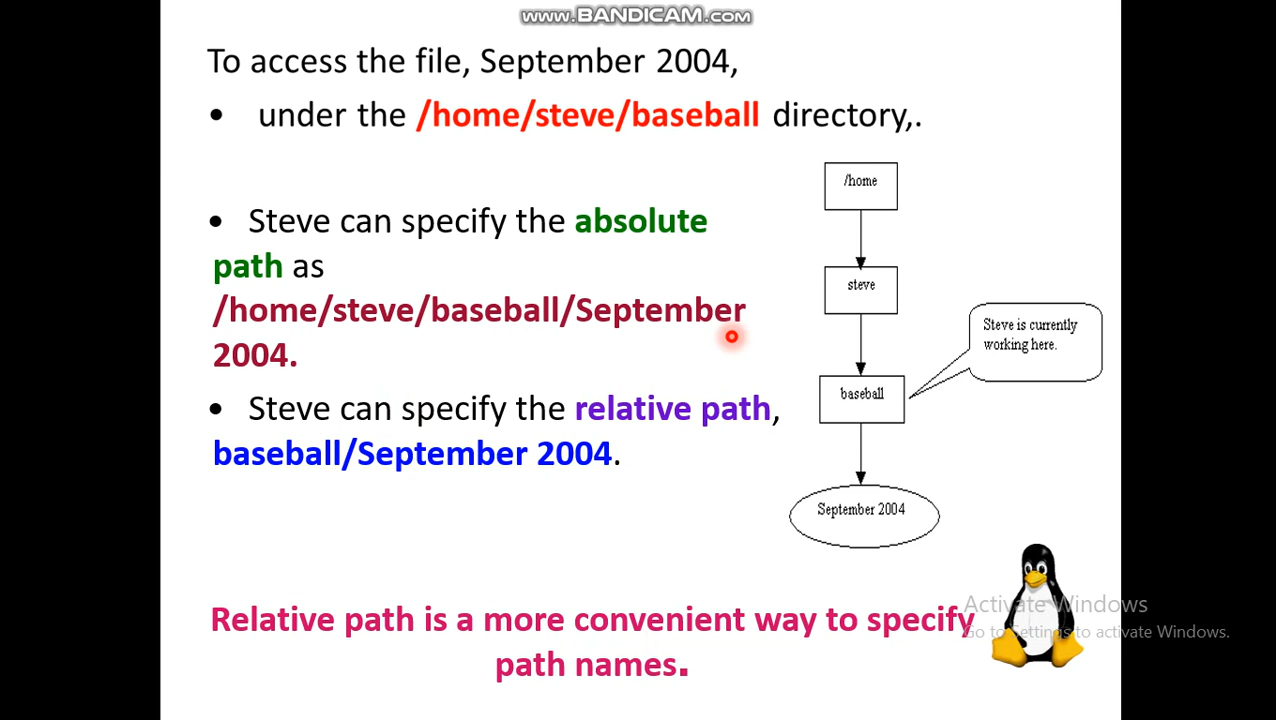 www.BANDICAM.com
To access the file, September 2004,
• under the /home/steve/baseball directory,.
• Steve can specify the absolute
path as
/home/steve/baseball/September
2004.
• Steve can specify the relative path,
baseball/September 2004.
/home
steve
Steve is currently
working here.
baseball
September 2004
Relative path is a more convenient way to specify
path names.
Activate Windows
Go to Settings to activate Windows.